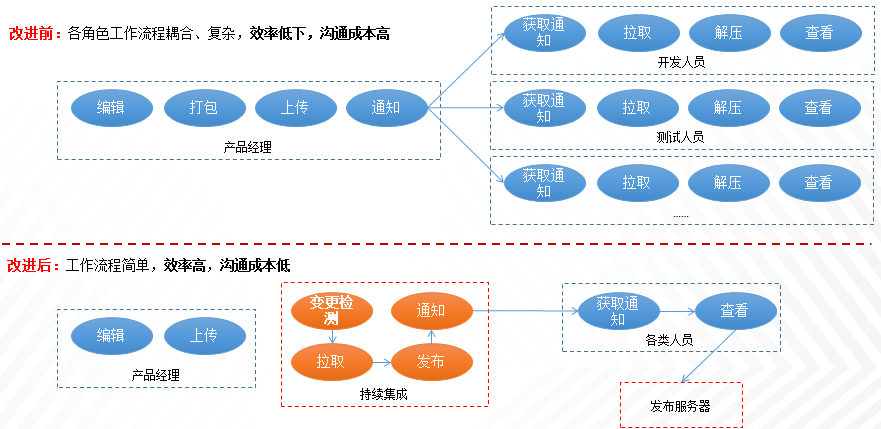 改进前：各角色工作流程耦合、复杂，效率低下，沟通成本高
获取通
知
拉取
解压
查看
开发人员
编辑
打包
上传
通知
产品经理
获取通
知
拉取
解压
查看
测试人员
获取通
知
拉取
解压
查看
……
改进后：工作流程简单，效率高，沟通成本低
编辑
上传
产品经理
变更检
测
通知
拉取
发布
持续集成
获取通
知
查看
各类人员
发布服务器